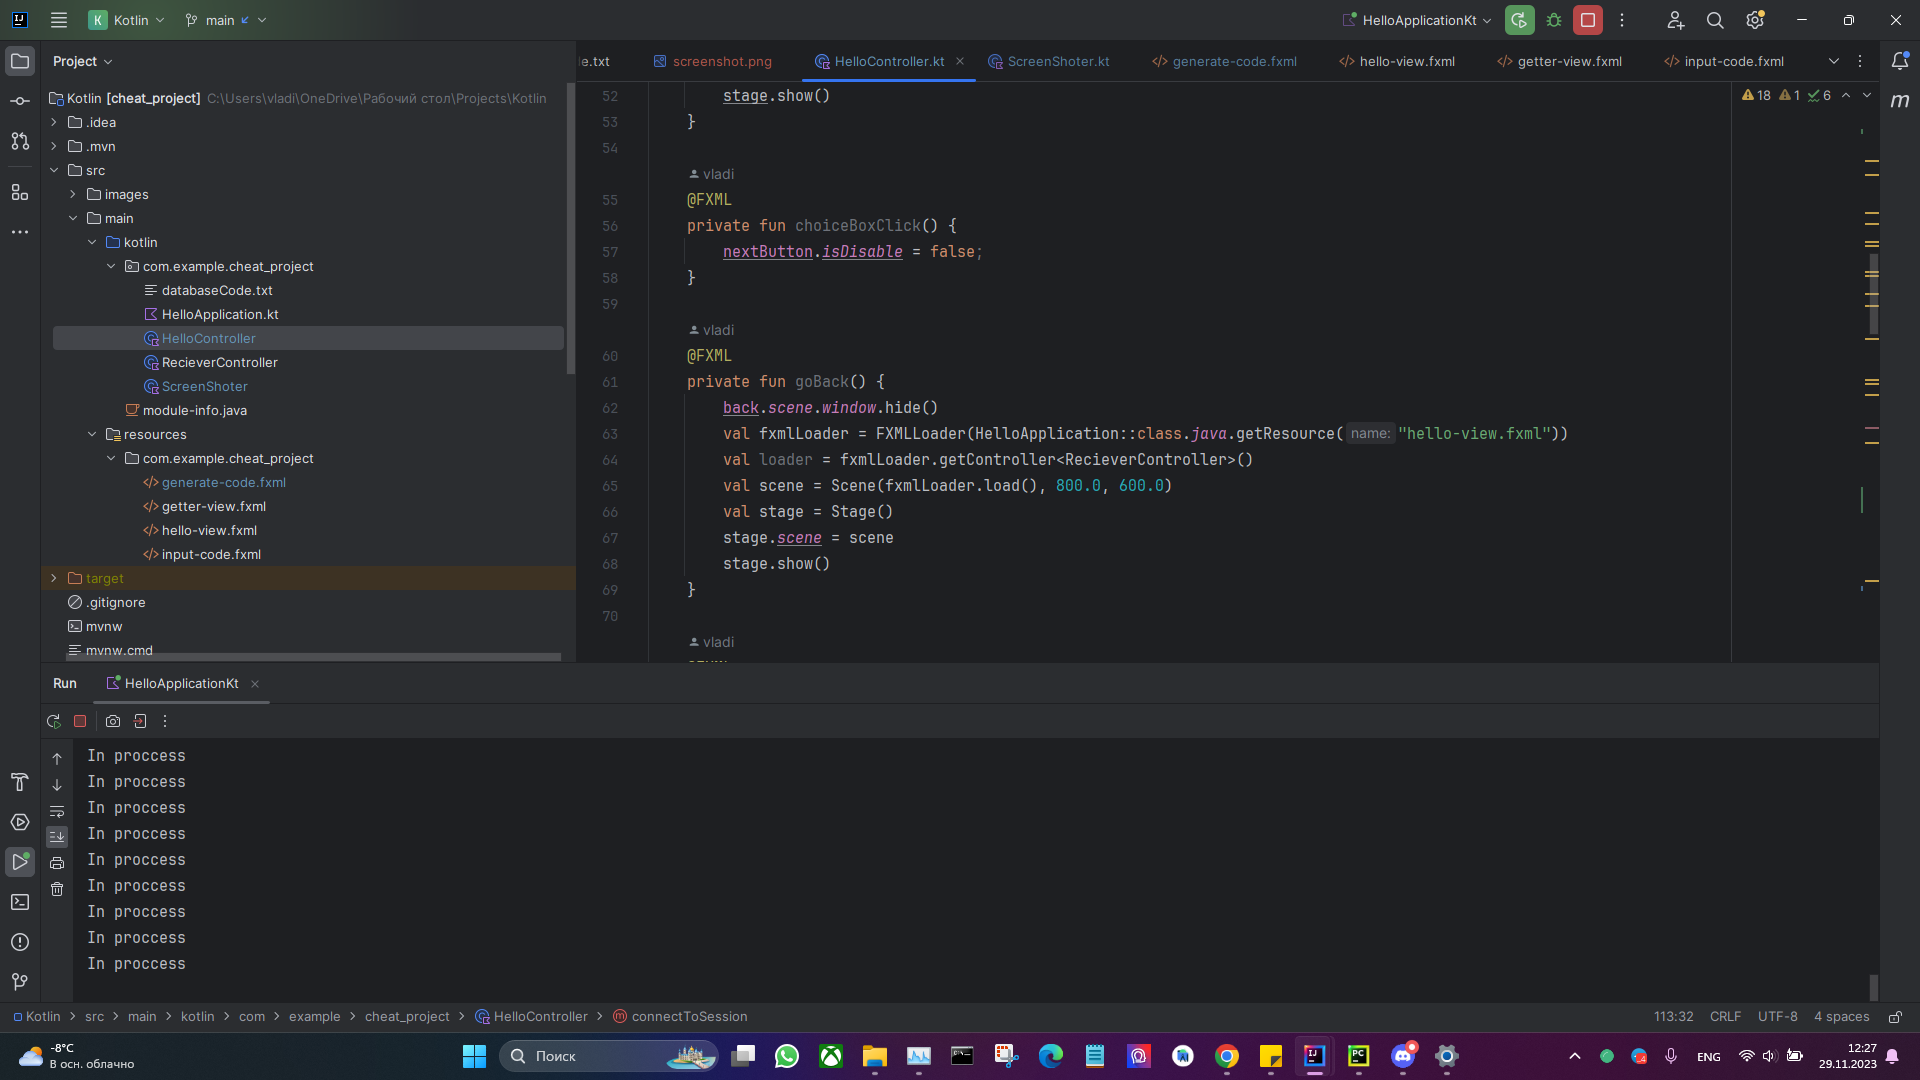 Kotlin
main
HelloApplicationKt
Project
e.txt
screenshot.png
HelloController.kt
ScreenShoter.kt
generate-code.fxml
hello-view.fxml
getter-view.fxml
input-code.fxml
Kotlin [cheat_project] C:\Users\vladi\OneDrive\Рабочий стол\Projects\Kotlin
.idea
.mvn
src
images
main
kotlin
com.example.cheat_project
databaseCode.txt
HelloApplication.kt
HelloController
RecieverController
ScreenShoter
module-info.java
resources
com.example.cheat_project
generate-code.fxml
getter-view.fxml
hello-view.fxml
input-code.fxml
target
.gitignore
mvnw
mvnw.cmd
18 1 6
52 stage.show()
53 }
54
vladi
55 @FXML
56 private fun choiceBoxClick() {
57 nextButton.isDisable = false;
58 }
59
vladi
60 @FXML
61 private fun goBack() {
62 back.scene.window.hide()
63 val fxmlLoader = FXMLLoader(HelloApplication::class.java.getResource( name: "hello-view.fxml"))
64 val loader = fxmlLoader.getController<RecieverController>()
65 val scene = Scene(fxmlLoader.load(), 800.0, 600.0)
66 val stage = Stage()
67 stage.scene = scene
68 stage.show()
69 }
70
vladi
Run
HelloApplicationKt
In proccess
In proccess
In proccess
In proccess
In proccess
In proccess
In proccess
In proccess
In proccess
Kotlin > src > main > kotlin > com > example > cheat_project > HelloController > connectToSession
113:32 CRLF UTF-8 4 spaces
-8°C
В осн. облачно
Поиск
ENG
12:27
29.11.2023